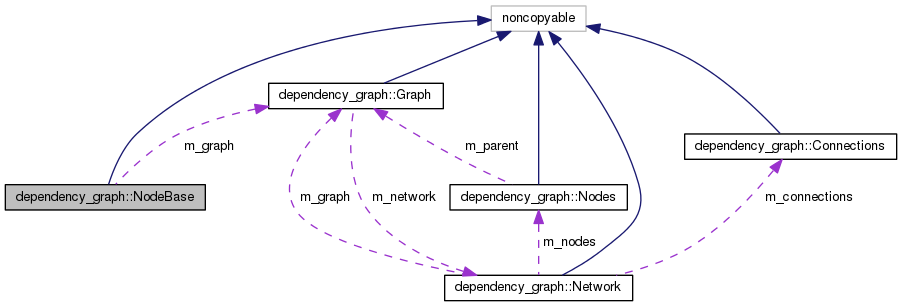 noncopyable
dependency_graph::Graph
m_graph
m_parent
dependency_graph::Connections
dependency_graph::NodeBase
m_graph
m_network
dependency_graph::Nodes
m_connections
m_nodes
dependency_graph::Network